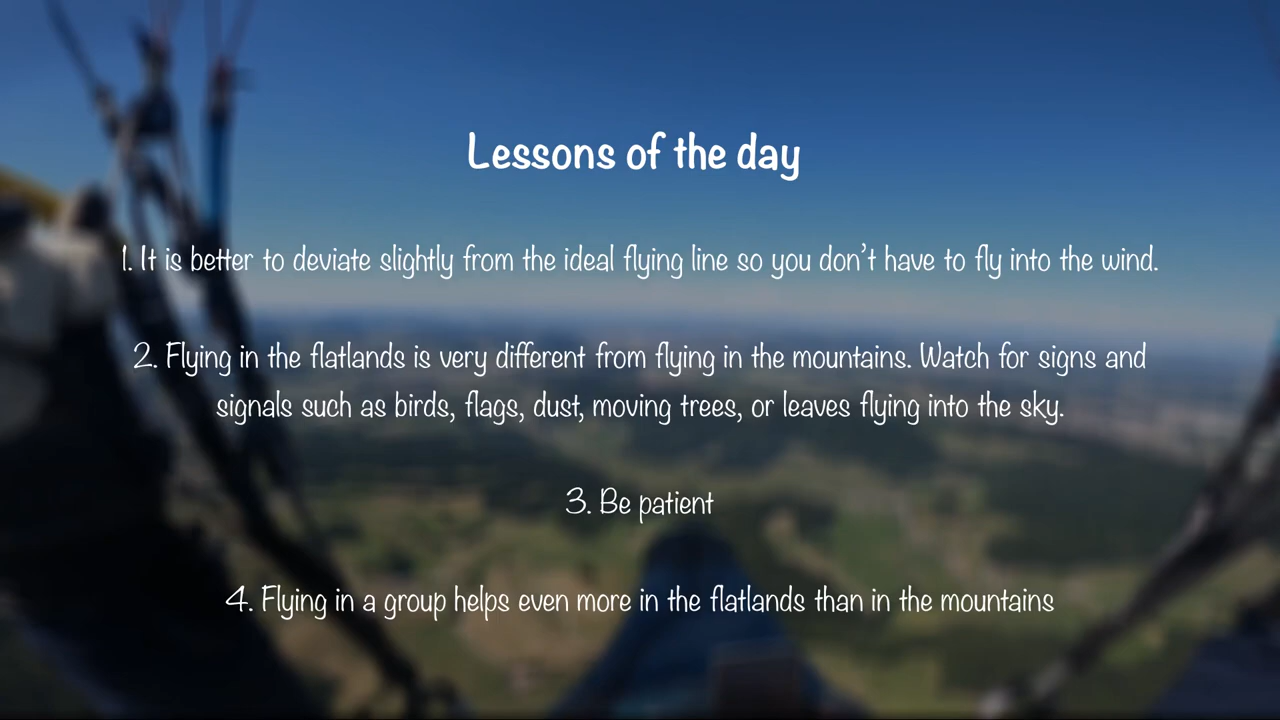 Lessons of the day
1. It is better to deviate slightly from the ideal flying line so you don't have to fly into the wind.
2. Flying in the flatlands is very different from flying in the mountains. Watch for signs and
signals such as birds, flags, dust, moving trees, or leaves flying into the sky.
3. Be patient
4. Flying in a group helps even more in the flatlands than in the mountains